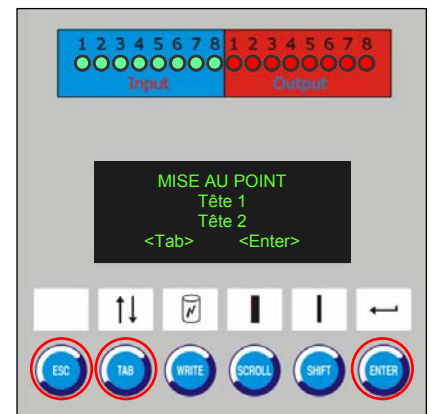 1 2 3 4 5 6 7 8 1 2 3 4 5 6 7 8
Input Output
MISE AU POINT
Tête 1
Tête 2
<Tab> <Enter>
ESC TAB WRITE SCROLL SHIFT ENTER